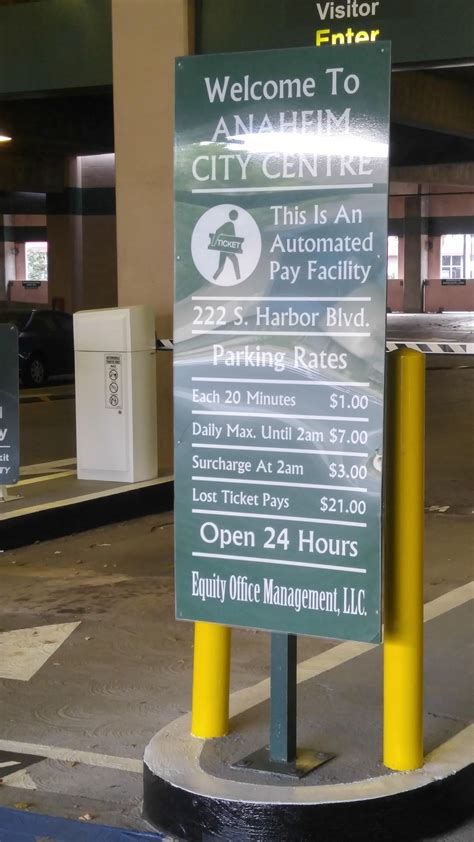 Visitor
Enter
Welcome To
ANAHEIM
CITY CENTRE
TICKET
This Is An
Automated
Pay Facility
222 S. Harbor Blvd.
Parking Rates
Each 20 Minutes $1.00
Daily Max. Until 2am $7.00
Surcharge At 2am $3.00
Lost Ticket Pays $21.00
Open 24 Hours
Equity Office Management, LLC.